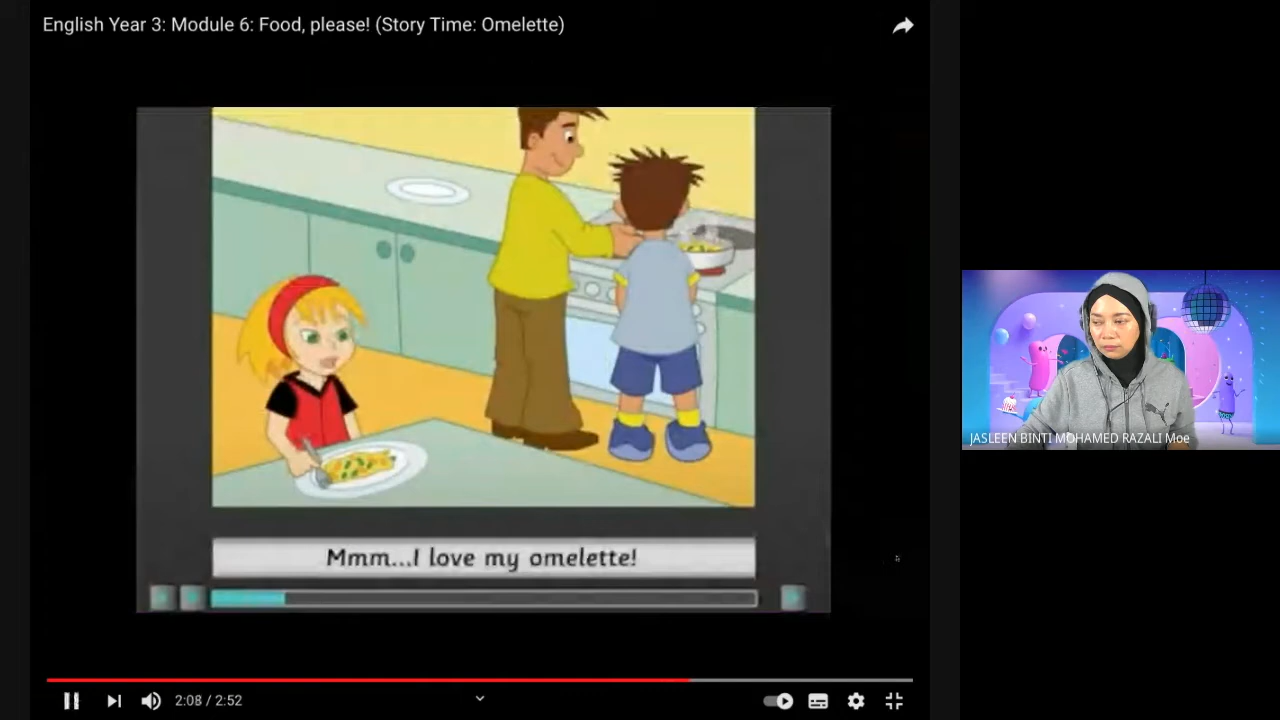 English Year 3: Module 6: Food, please! (Story Time: Omelette)
JASLEEN BINTI MOHAMED RAZALI Moe
Mmm...I love my omelette!
2:08 / 2:52